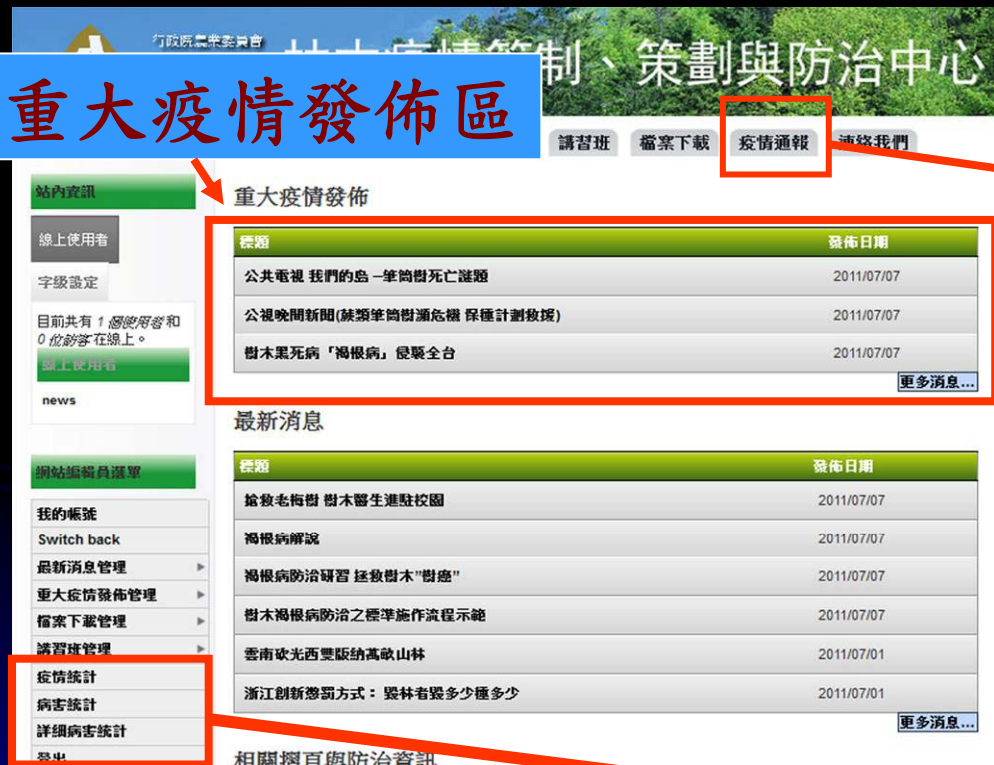 行政院農業委員會
制、策劃與防治中心
重大疫情發佈區
講習班 檔案下載 疫情通報 連絡我們
站內資訊
線上使用者
字級設定
目前共有 1 個使用者和
0 位訪客在線上。
線上使用者
news
網站編輯員選單
我的帳號
Switch back
最新消息管理
重大疫情發佈管理
檔案下載管理
講習班管理
疫情統計
病害統計
詳細病害統計
登出
重大疫情發佈
標題 發佈日期
公共電視 我們的島 –筆筒樹死亡謎題 2011/07/07
公視晚間新聞(蕨類筆筒樹瀕危機 保種計劃救援) 2011/07/07
樹木黑死病「褐根病」侵襲全台 2011/07/07
更多消息...
最新消息
標題 發佈日期
搶救老梅樹 樹木醫生進駐校園 2011/07/07
褐根病解說 2011/07/07
褐根病防治研習 拯救樹木"樹癌" 2011/07/07
樹木褐根病防治之標準施作流程示範 2011/07/07
雲南砍光西雙版納萬畝山林 2011/07/01
浙江創新懲罰方式： 毀林者毀多少種多少 2011/07/01
更多消息...
相關網頁與防治資訊